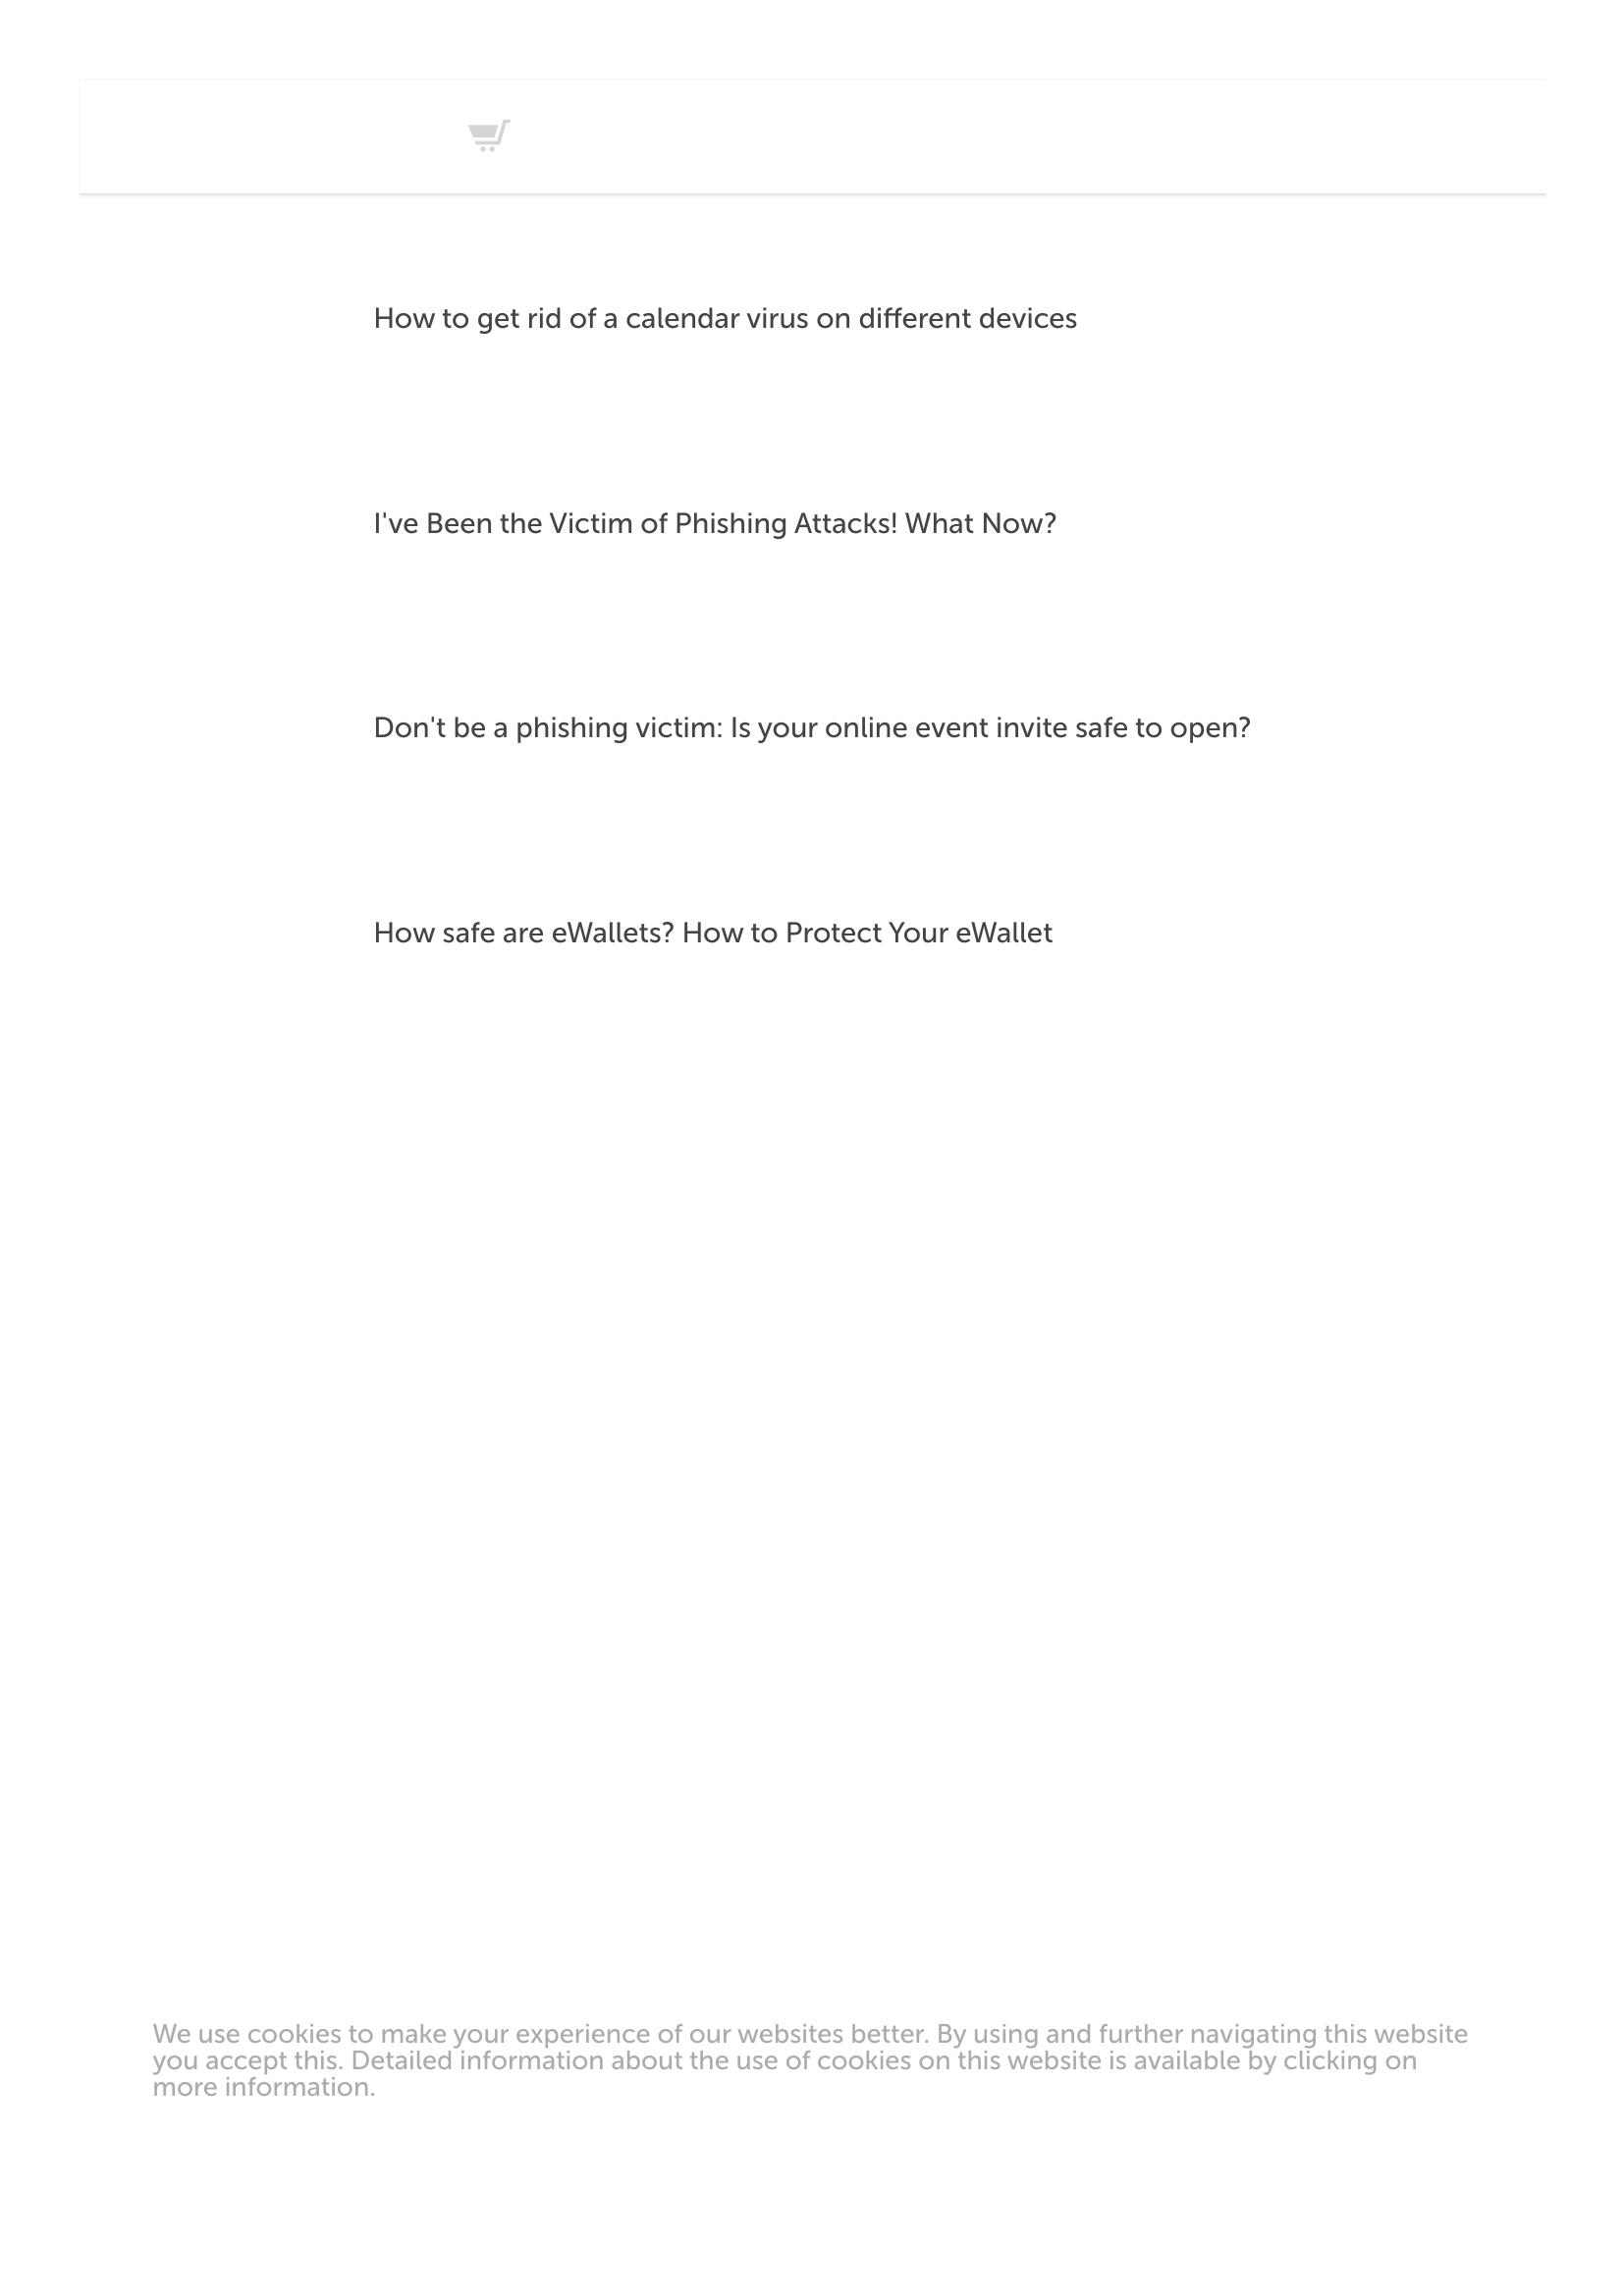 How to get rid of a calendar virus on different devices
I've Been the Victim of Phishing Attacks! What Now?
Don't be a phishing victim: Is your online event invite safe to open?
How safe are eWallets? How to Protect Your eWallet
We use cookies to make your experience of our websites better. By using and further navigating this website
you accept this. Detailed information about the use of cookies on this website is available by clicking on
more information.